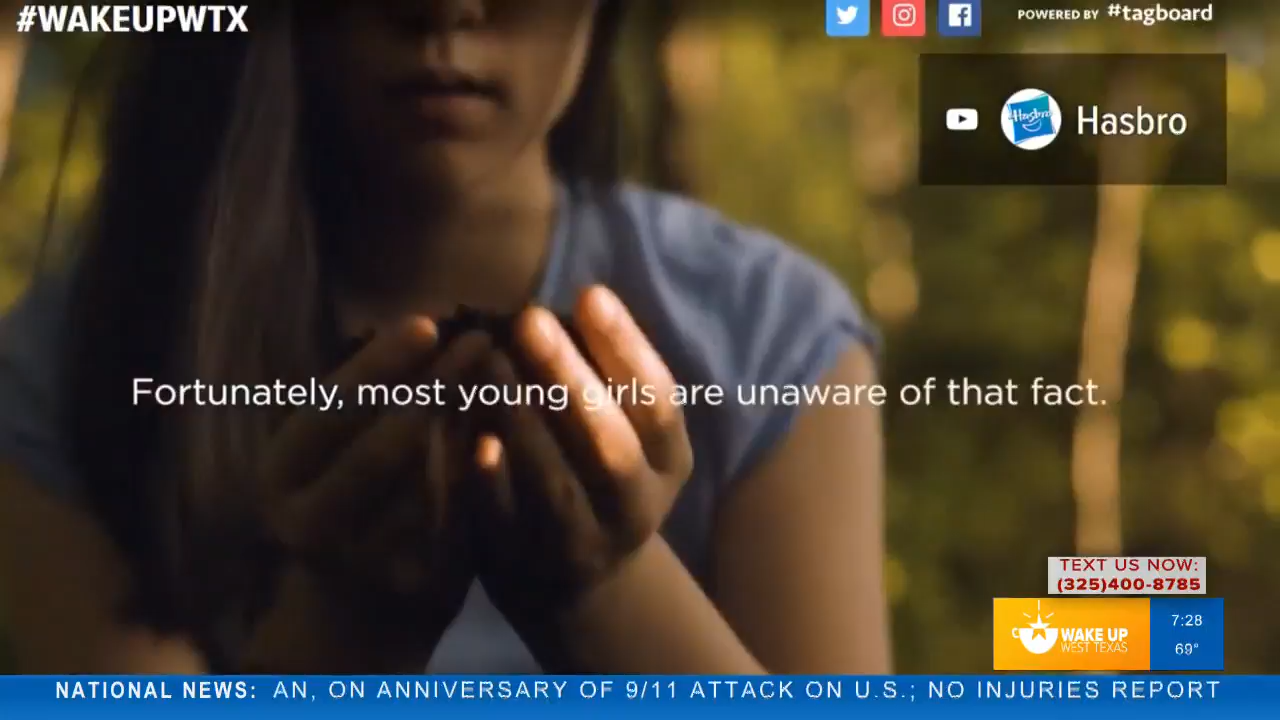 #WAKEUPWTX
POWERED BY #tagboard
Hasbro
Hasbro
Fortunately, most young girls are unaware of that fact.
TEXT US NOW:
(325)400-8785
WAKE UP
WEST TEXAS
7:28
69°
NATIONAL NEWS: AN, ON ANNIVERSARY OF 9/11 ATTACK ON U.S.; NO INJURIES REPORT